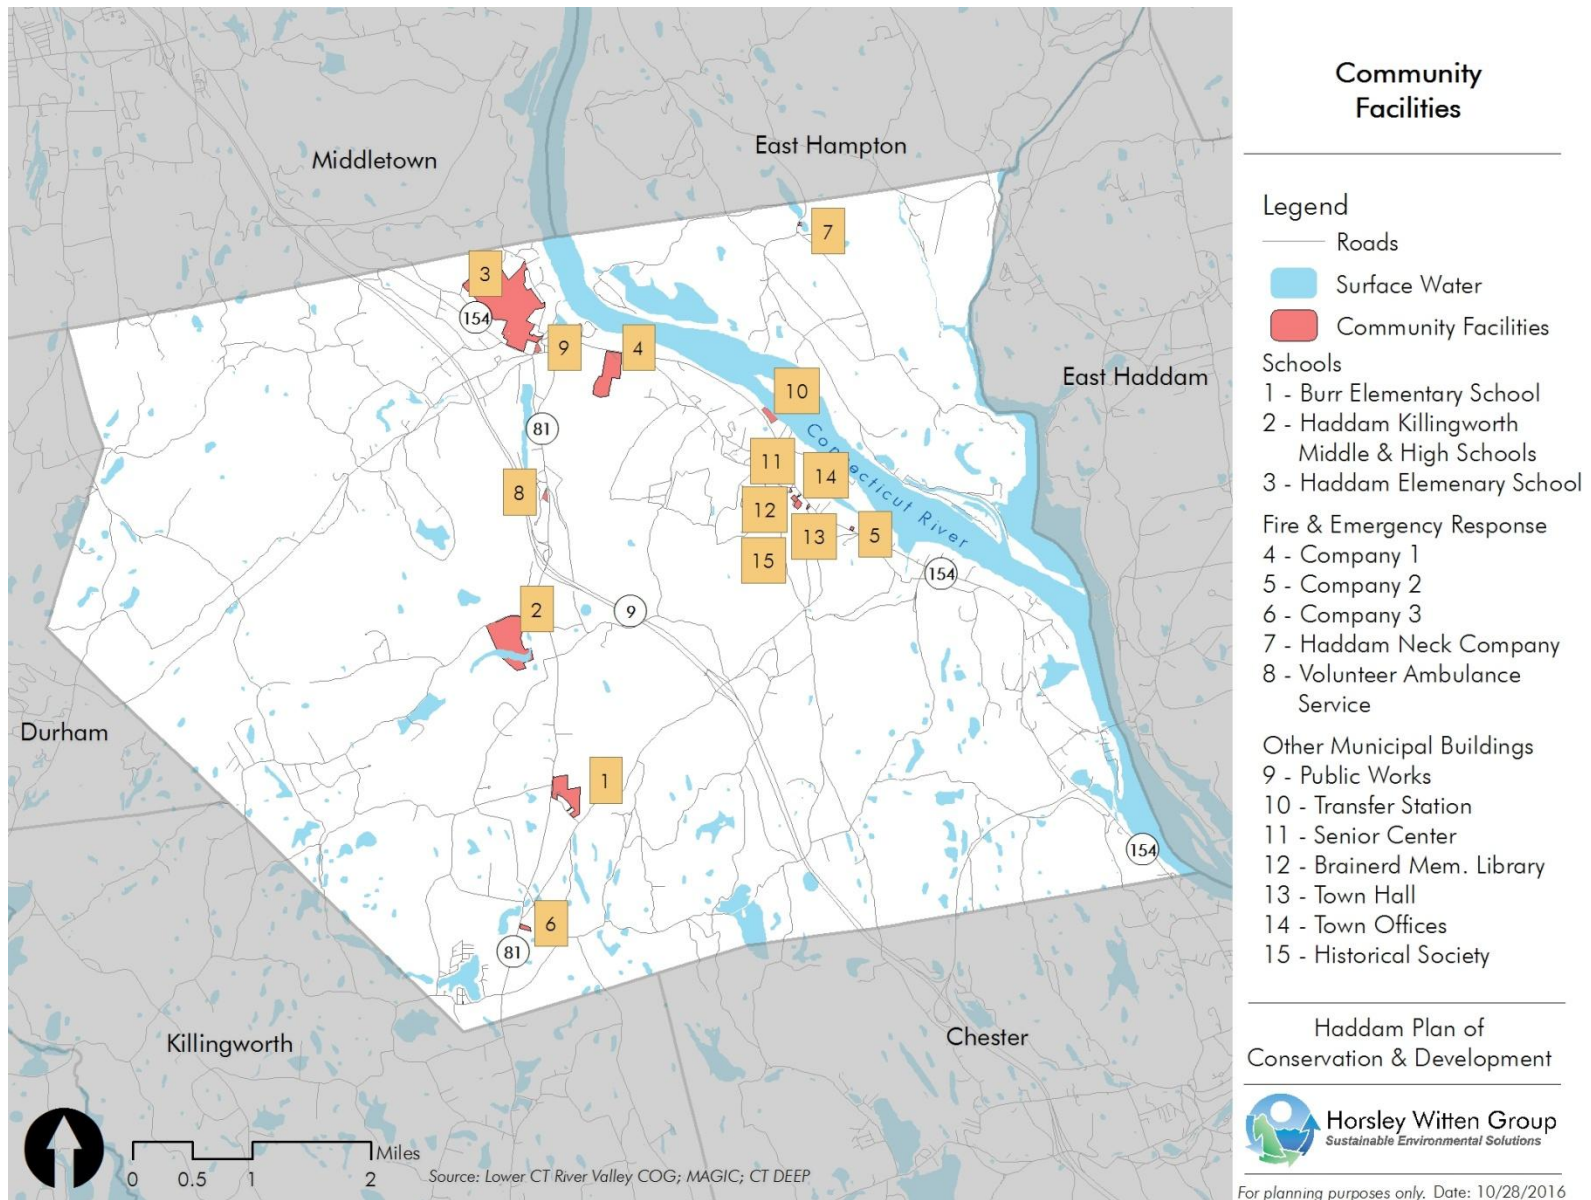 Community
Facilities
Legend
Roads
Surface Water
Community Facilities
Schools
1 - Burr Elementary School
2 - Haddam Killingworth
Middle & High Schools
3 - Haddam Elemenary School
Fire & Emergency Response
4 - Company 1
5 - Company 2
6 - Company 3
7 - Haddam Neck Company
8 - Volunteer Ambulance
Service
Other Municipal Buildings
9 - Public Works
10 - Transfer Station
11 - Senior Center
12 - Brainerd Mem. Library
13 - Town Hall
14 - Town Offices
15 - Historical Society
Haddam Plan of
Conservation & Development
Horsley Witten Group
Sustainable Environmental Solutions
For planning purposes only. Date: 10/28/2016
Middletown
East Hampton
7
3
154
9
4
East Haddam
10
81
Connecticut River
11
14
8
12
13
5
15
154
2
9
Durham
1
154
6
81
Killingworth
Chester
Miles
0 0.5 1 2
Source: Lower CT River Valley COG; MAGIC; CT DEEP